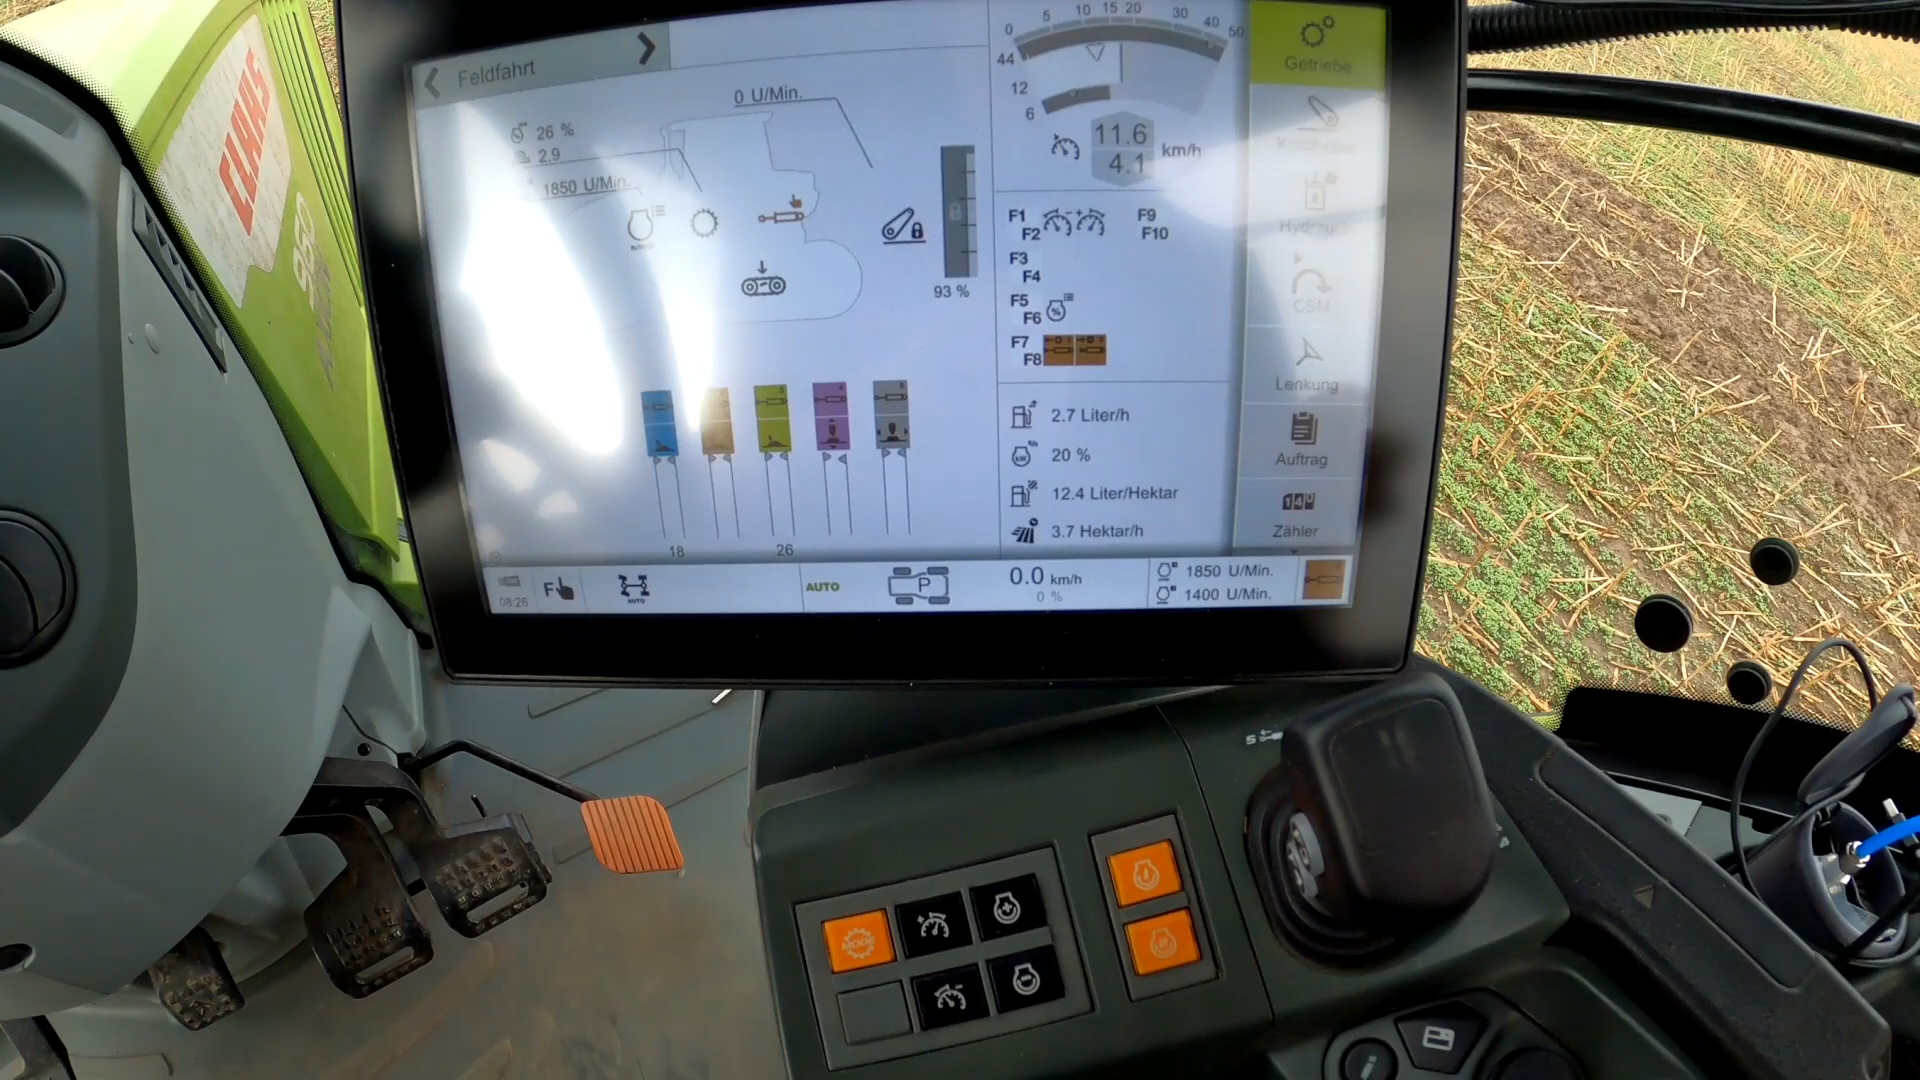 CLAAS
Feldfahrt
0 U/Min.
26 %
2.9
1850 U/Min.
93 %
18
26
0
5
10
15
20
30
40
50
44
12
6
11.6
4.1
km/h
F1
F2
F9
F10
F3
F4
F5
F6
F7
F8
2.7 Liter/h
20 %
12.4 Liter/Hektar
3.7 Hektar/h
Getriebe
CSM
Lenkung
Auftrag
Zähler
08:26
F
AUTO
AUTO
P
0.0 km/h
0 %
1850 U/Min.
1400 U/Min.
S
MODE